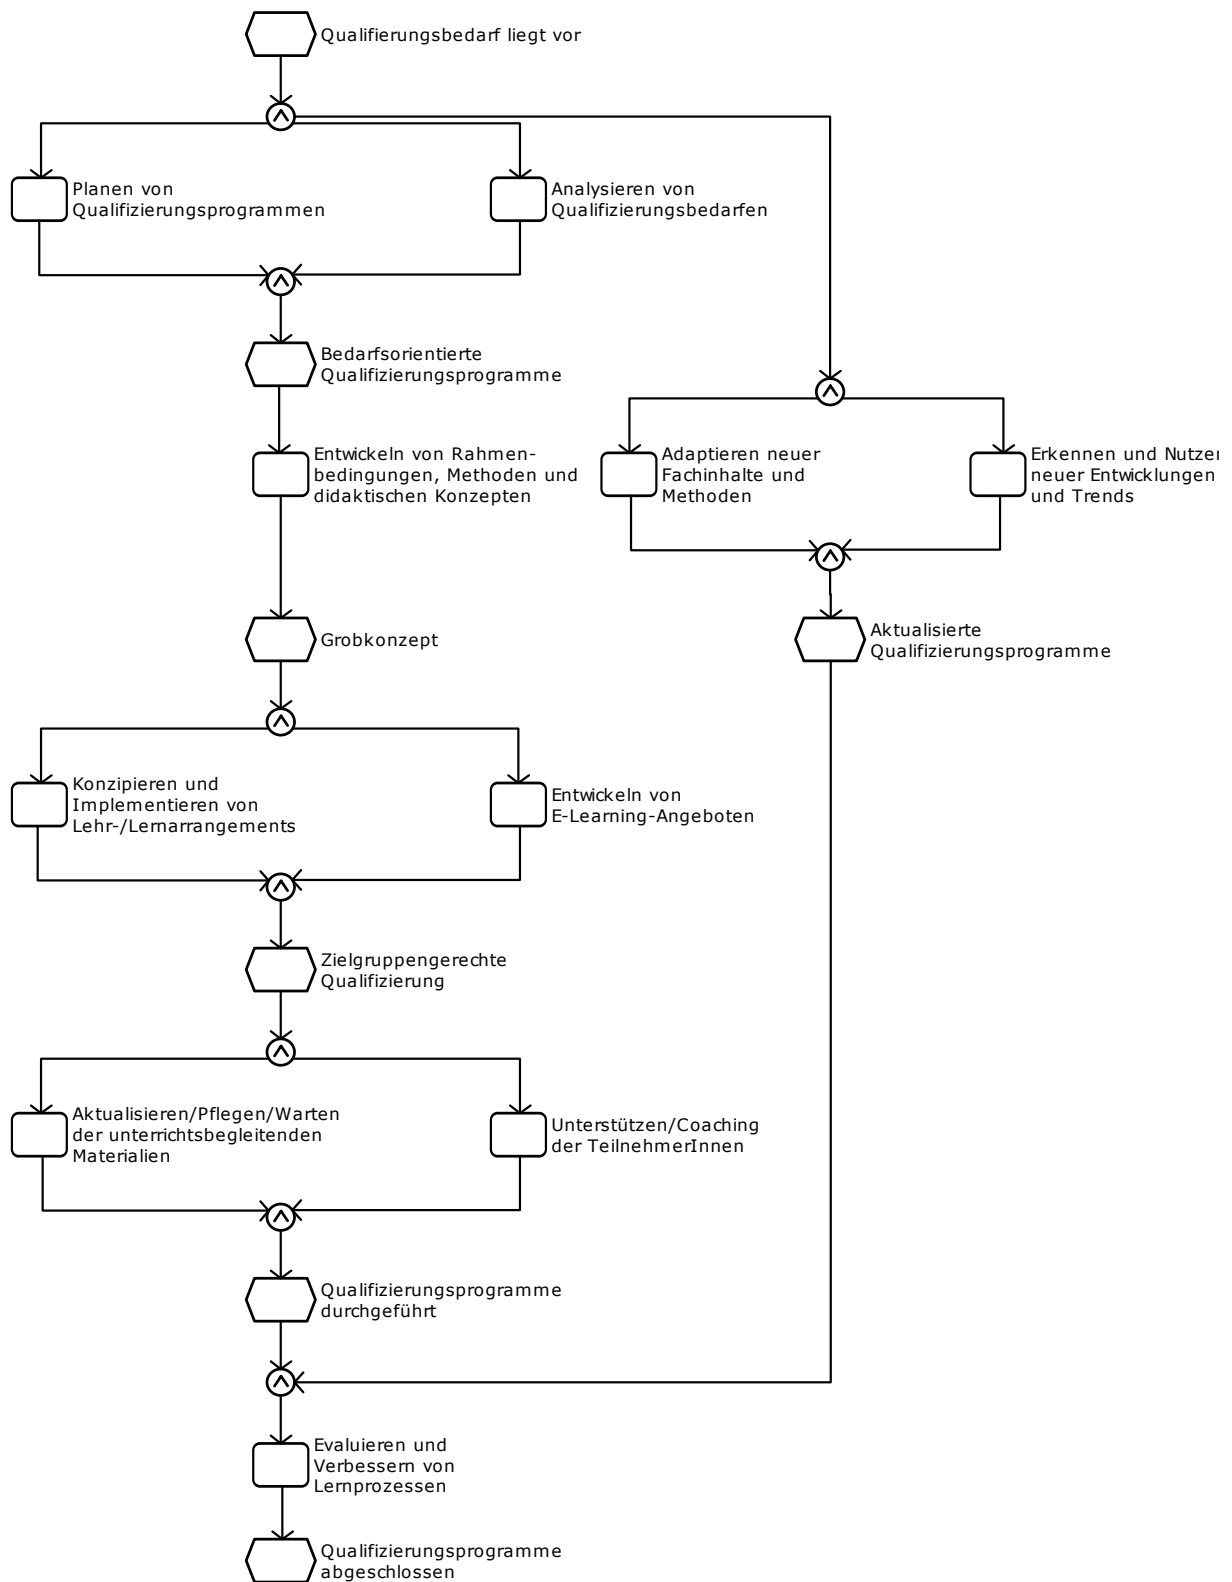 Qualifierungsbedarf liegt vor
Planen von
Qualifizierungsprogrammen
Analysieren von
Qualifizierungsbedarfen
Bedarfsorientierte
Qualifizierungsprogramme
Entwickeln von Rahmen-
bedingungen, Methoden und
didaktischen Konzepten
Adaptieren neuer
Fachinhalte und
Methoden
Erkennen und Nutzen
neuer Entwicklungen
und Trends
Grobkonzept
Aktualisierte
Qualifizierungsprogramme
Konzipieren und
Implementieren von
Lehr-/Lernarrangements
Entwickeln von
E-Learning-Angeboten
Zielgruppengerechte
Qualifizierung
Aktualisieren/Pflegen/Warten
der unterrichtsbegleitenden
Materialien
Unterstützen/Coaching
der TeilnehmerInnen
Qualifizierungsprogramme
durchgeführt
Evaluieren und
Verbessern von
Lernprozessen
Qualifizierungsprogramme
abgeschlossen